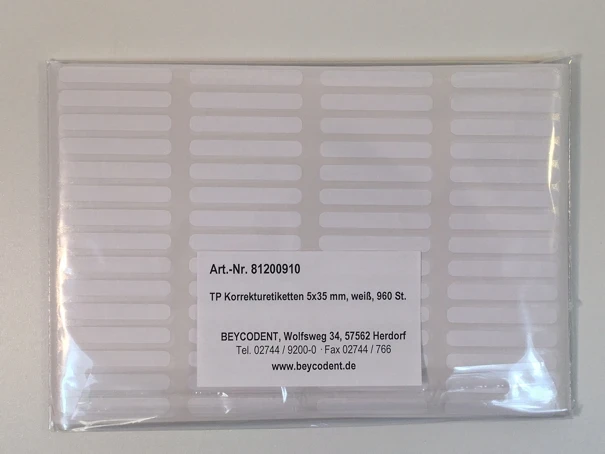 Art.-Nr. 81200910
TP Korrekturetiketten 5x35 mm, weiß, 960 St.
BEYCODENT, Wolfsweg 34, 57562 Herdorf
Tel. 02744 / 9200-0 · Fax 02744 / 766
www.beycodent.de